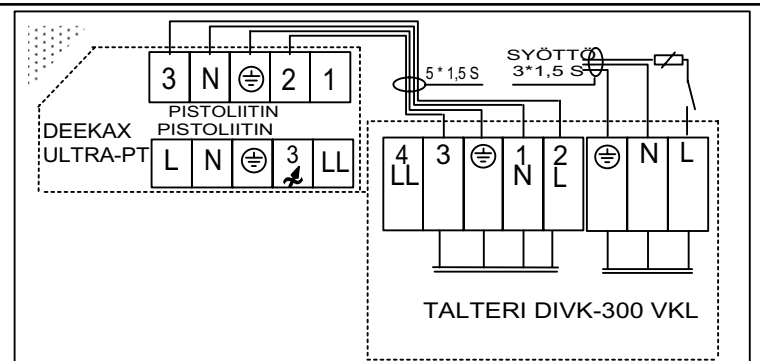 3 N 2 1
PISTOLIITIN
PISTOLIITIN
DEEKAX
ULTRA-PT
L N 3 LL
5 * 1,5 S
SYÖTTÖ
3*1,5 S
4 3 1 2 N L
LL N L
TALTERI DIVK-300 VKL